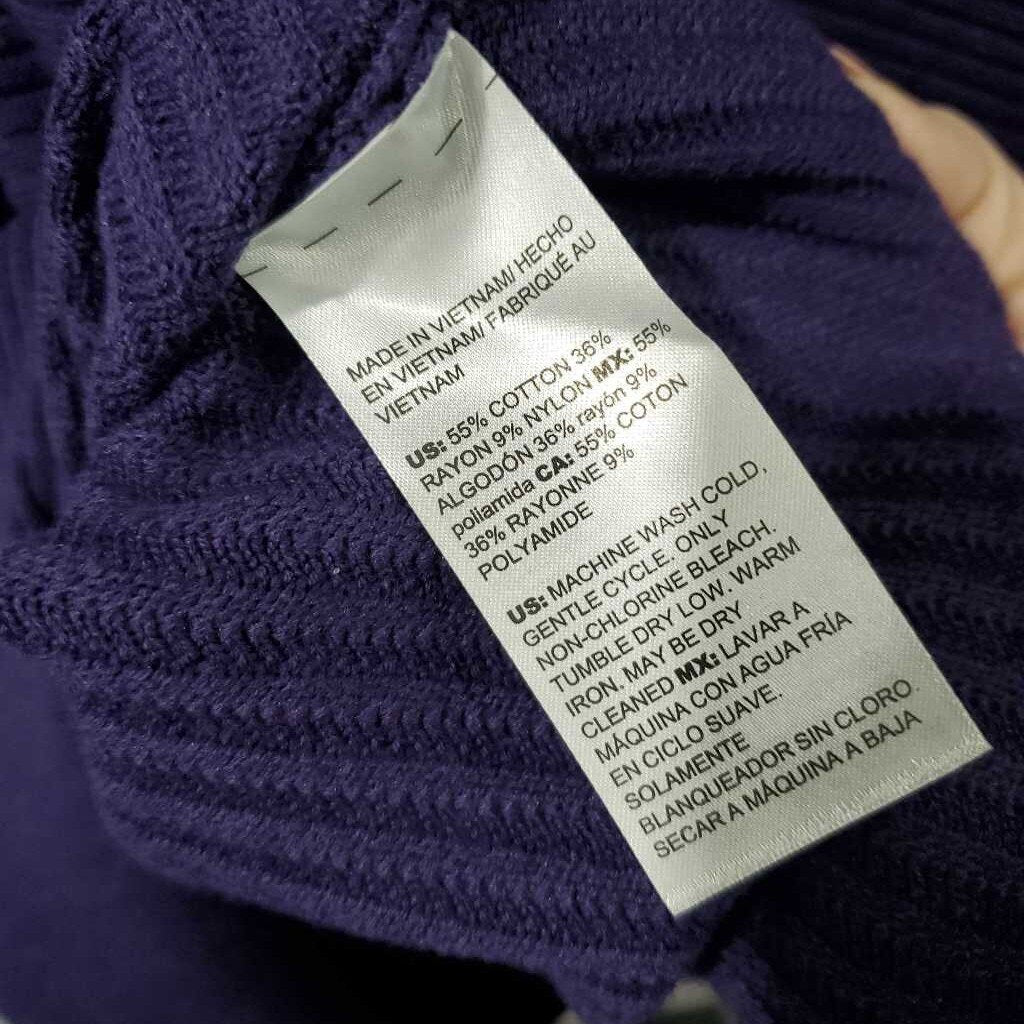 MADE IN VIETNAM/ HECHO
EN VIETNAM/ FABRIQUÉ AU
VIETNAM
US: 55% COTTON 36%
RAYON 9% NYLON MX: 55%
ALGODÓN 36% rayón 9%
poliamida CA: 55% COTON
36% RAYONNE 9%
POLYAMIDE
US: MACHINE WASH COLD,
GENTLE CYCLE. ONLY
NON-CHLORINE BLEACH.
TUMBLE DRY LOW. WARM
IRON. MAY BE DRY
CLEANED MX: LAVAR A
MÁQUINA CON AGUA FRÍA
EN CICLO SUAVE.
SOLAMENTE
BLANQUEADOR SIN CLORO.
SECAR A MÁQUINA A BAJA